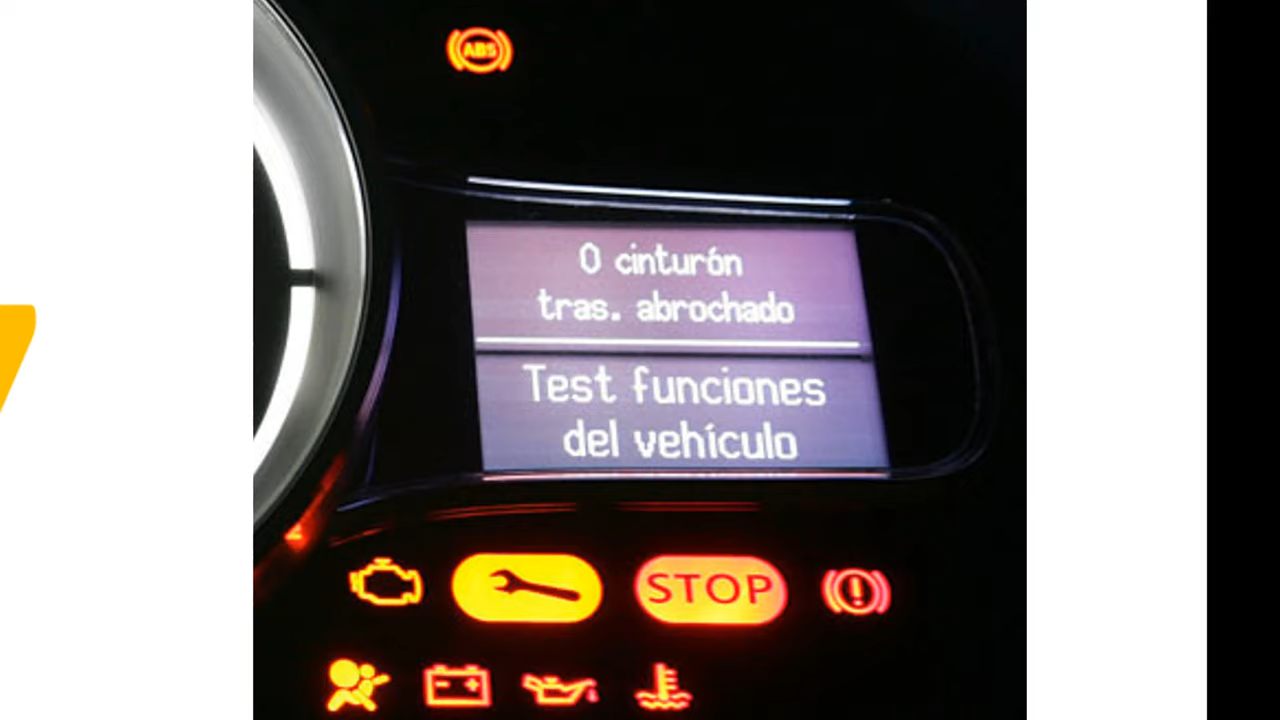 ABS
0 cinturón
tras. abrochado
Test funciones
del vehículo
STOP